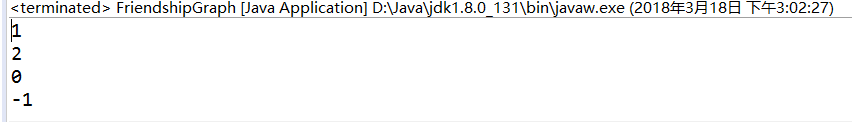 <terminated> FriendshipGraph [Java Application] D:\Java\jdk1.8.0_131\bin\javaw.exe (2018年3月18日 下午3:02:27)
1
2
0
-1